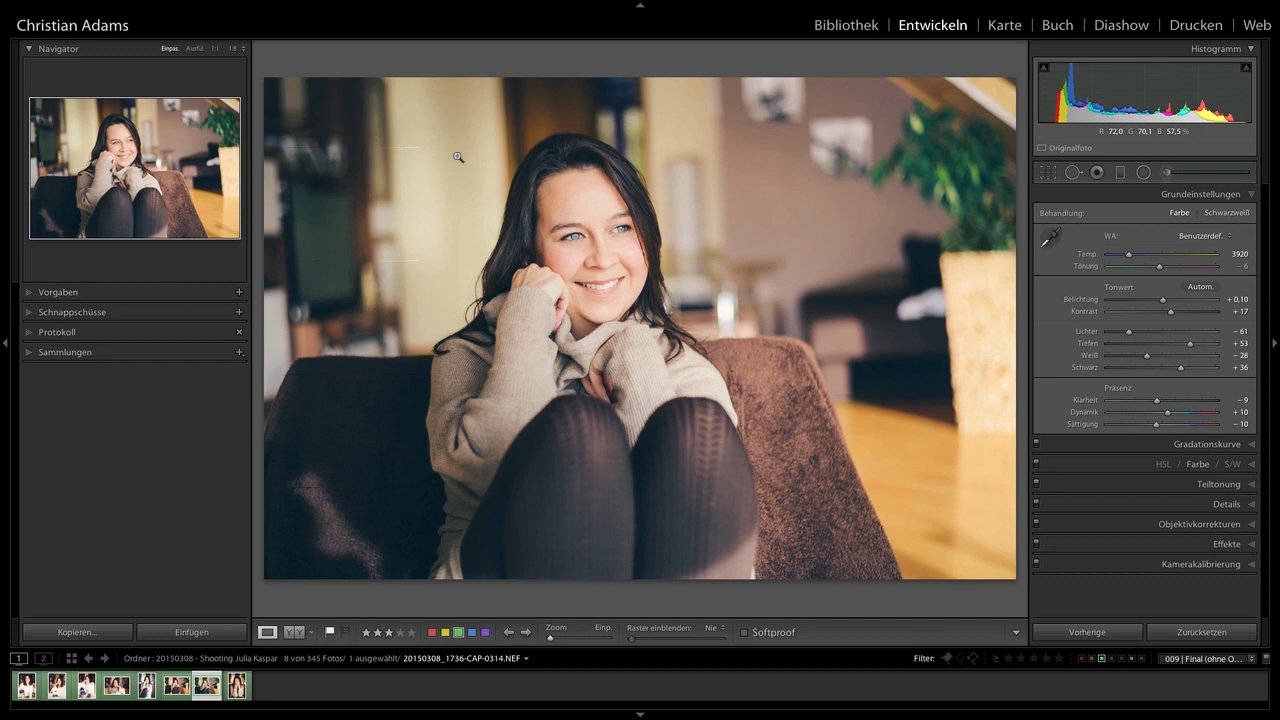 Christian Adams
Bibliothek | Entwickeln | Karte | Buch | Diashow | Drucken | Web
Navigator
Einpas. Ausfül. 1:1 1:8
Vorgaben
Schnappschüsse
Protokoll
Sammlungen
Kopieren... Einfügen
Histogramm
R 72,0 G 70,1 B 57,5 %
Originalfoto
Grundeinstellungen
Behandlung: Farbe | Schwarzweiß
WA: Benutzerdef.
Temp. 3920
Tönung – 6
Tonwert Autom.
Belichtung + 0,10
Kontrast + 17
Lichter – 61
Tiefen + 53
Weiß – 28
Schwarz + 36
Präsenz
Klarheit – 9
Dynamik + 10
Sättigung – 10
Gradationskurve
HSL / Farbe / S/W
Teiltonung
Details
Objektivkorrekturen
Effekte
Kamerakalibrierung
Y Y Zoom Einp. Raster einblenden: Nie Softproof
Vorherige Zurücksetzen
1 2 Ordner : 20150308 - Shooting Julia Kaspar 8 von 345 Fotos/ 1 ausgewählt/ 20150308_1736-CAP-0314.NEF Filter: ≥ 009 | Final (ohne O...